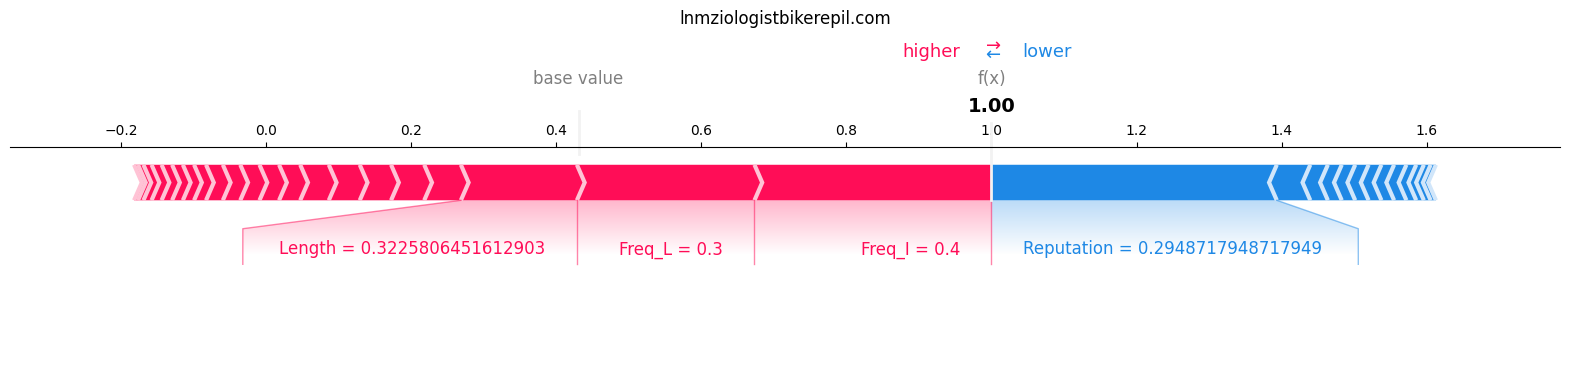 lnmziologistbikerepil.com
higher ⇄ lower
base value f(x)
1.00
−0.2 0.0 0.2 0.4 0.6 0.8 1.0 1.2 1.4 1.6
Length = 0.3225806451612903 Freq_L = 0.3 Freq_I = 0.4 Reputation = 0.2948717948717949